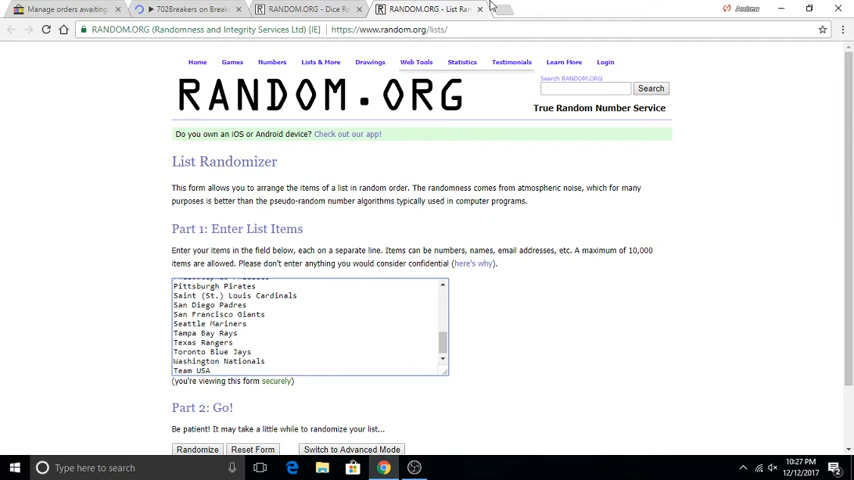 Manage orders awaiting
702Breakers on Break
RANDOM.ORG - Dice Ro
RANDOM.ORG - List Ran
Andrew
RANDOM.ORG (Randomness and Integrity Services Ltd) [IE]
https://www.random.org/lists/
Home Games Numbers Lists & More Drawings Web Tools Statistics Testimonials Learn More Login
RANDOM.ORG
Search RANDOM.ORG
Search
True Random Number Service
Do you own an iOS or Android device? Check out our app!
List Randomizer
This form allows you to arrange the items of a list in random order. The randomness comes from atmospheric noise, which for many
purposes is better than the pseudo-random number algorithms typically used in computer programs.
Part 1: Enter List Items
Enter your items in the field below, each on a separate line. Items can be numbers, names, email addresses, etc. A maximum of 10,000
items are allowed. Please don't enter anything you would consider confidential (here's why).
Pittsburgh Pirates
Saint (St.) Louis Cardinals
San Diego Padres
San Francisco Giants
Seattle Mariners
Tampa Bay Rays
Texas Rangers
Toronto Blue Jays
Washington Nationals
Team USA
(you're viewing this form securely)
Part 2: Go!
Be patient! It may take a little while to randomize your list...
Randomize Reset Form Switch to Advanced Mode
Type here to search
10:27 PM
12/12/2017
2